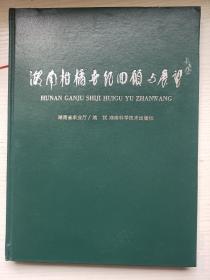 湖南柑橘世纪回顾与展望
HUNAN GANJU SHIJI HUIGU YU ZHANWANG
湖南省农业厅/编 湖南科学技术出版社